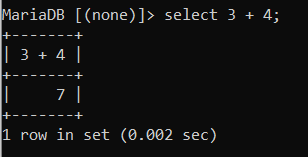 MariaDB [(none)]> select 3 + 4;
+-------+
| 3 + 4 |
+-------+
|     7 |
+-------+
1 row in set (0.002 sec)